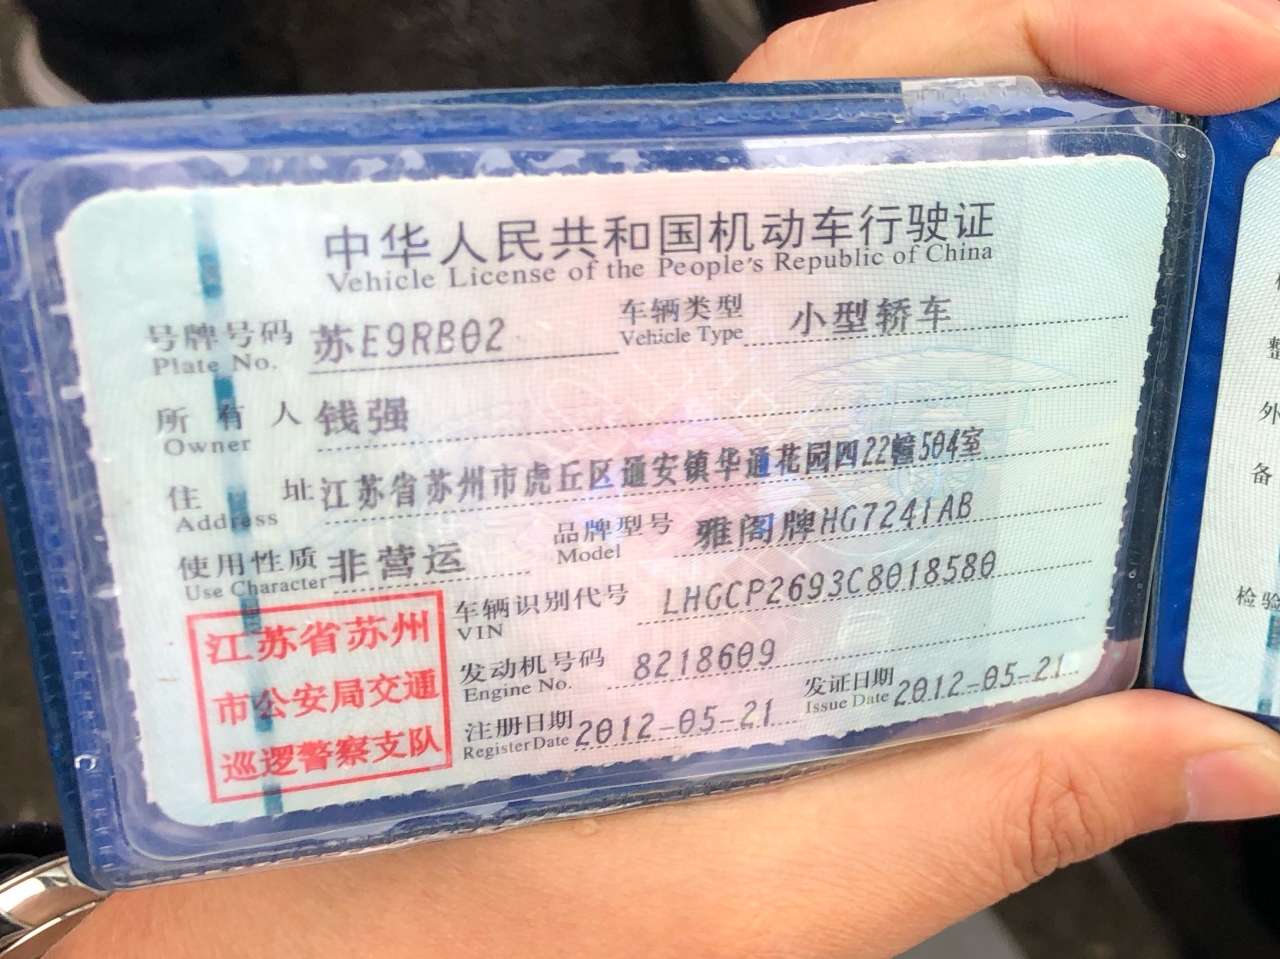 中华人民共和国机动车行驶证
Vehicle License of the People's Republic of China
号牌号码 苏E9RB02 车辆类型 小型轿车
Plate No. Vehicle Type
所有人 钱强
Owner
住址 江苏省苏州市虎丘区通安镇华通花园四22幢504室
Address
使用性质 非营运 品牌型号 雅阁牌HG7241AB
Use Character Model
车辆识别代号 LHGCP2693C8018580
VIN
发动机号码 8218609
Engine No.
注册日期 2012-05-21 发证日期 2012-05-21
Register Date Issue Date
江苏省苏州
市公安局交通
巡逻警察支队
整
外
备
检验